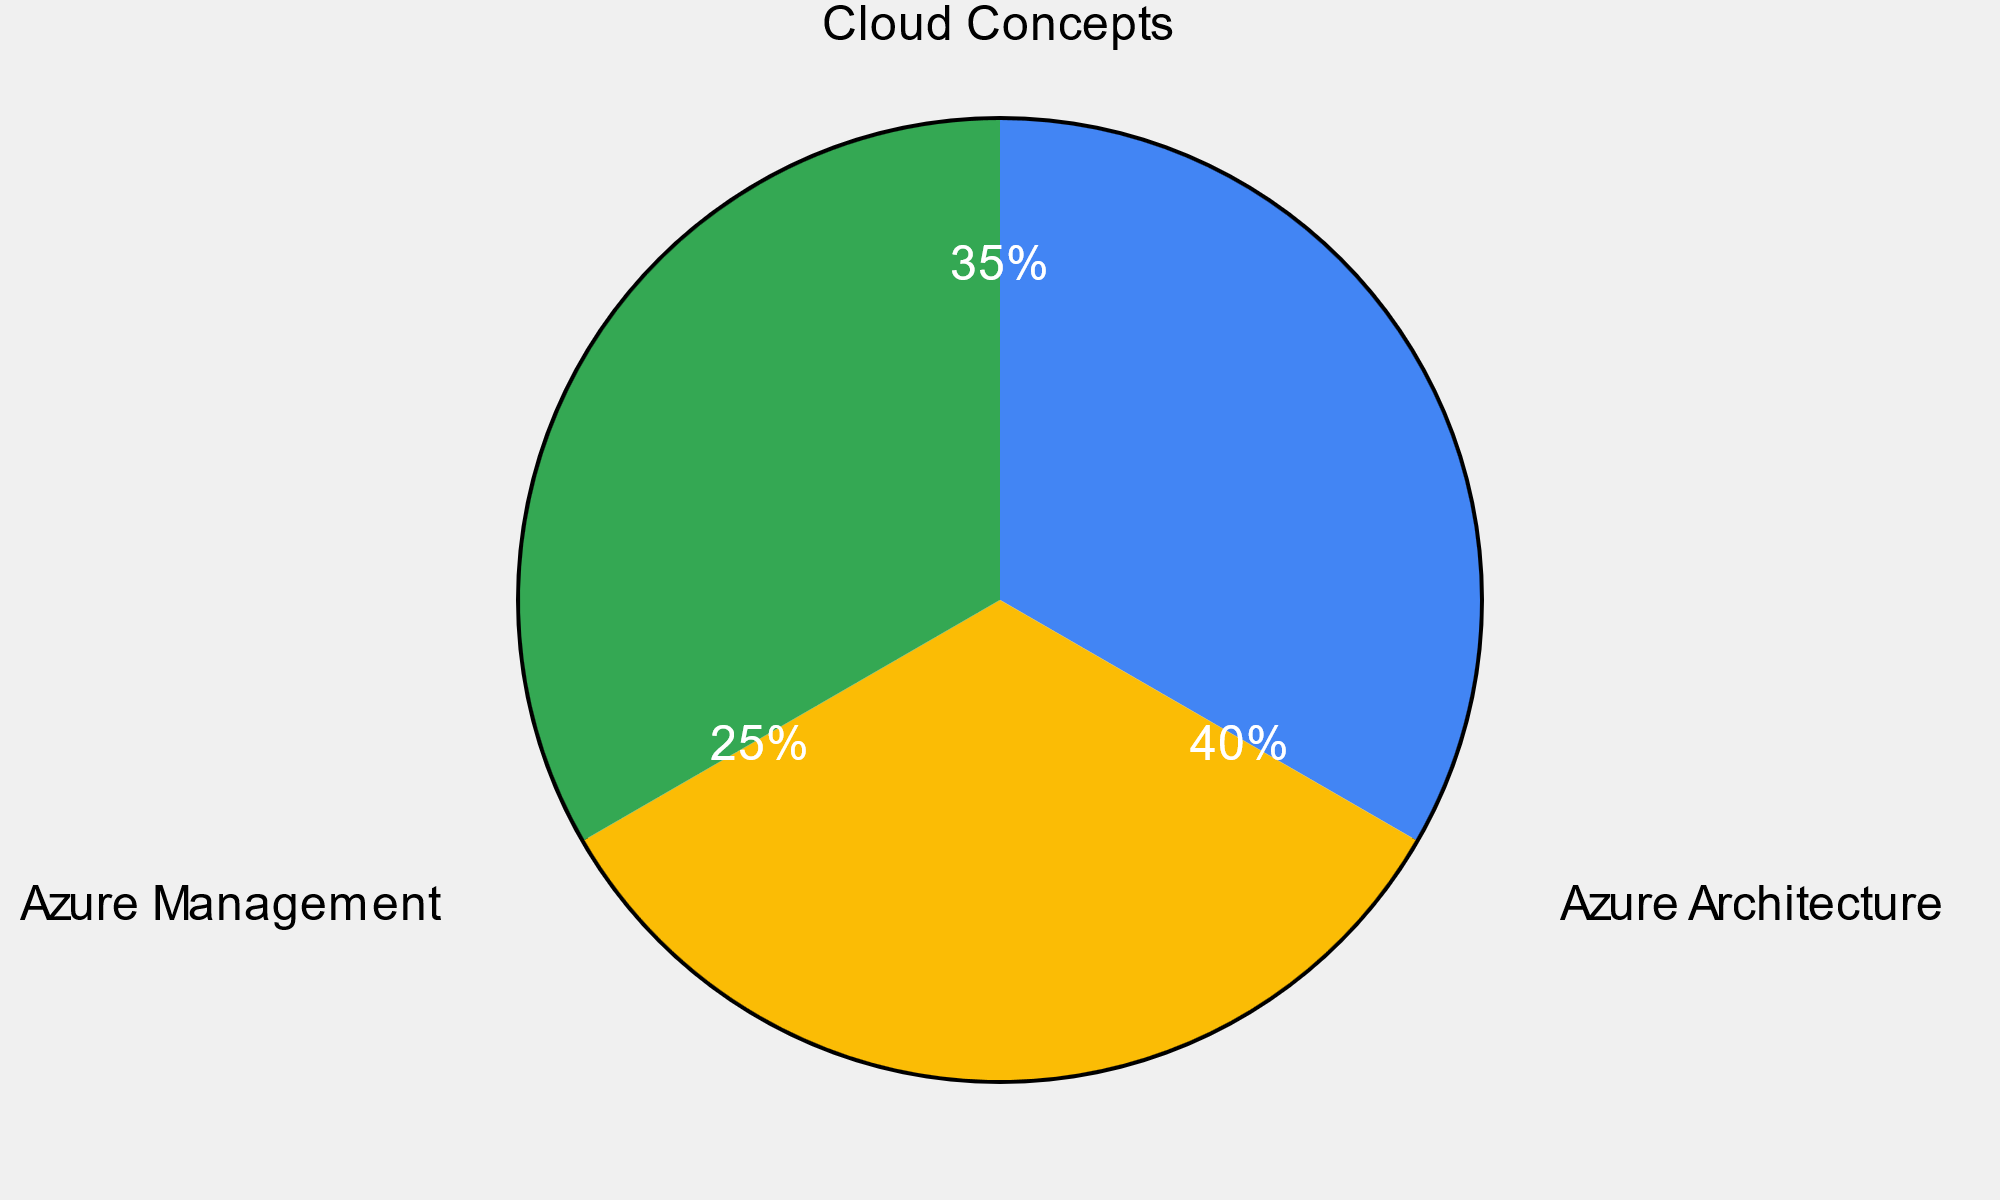 Cloud Concepts
35%
25%
40%
Azure Management
Azure Architecture